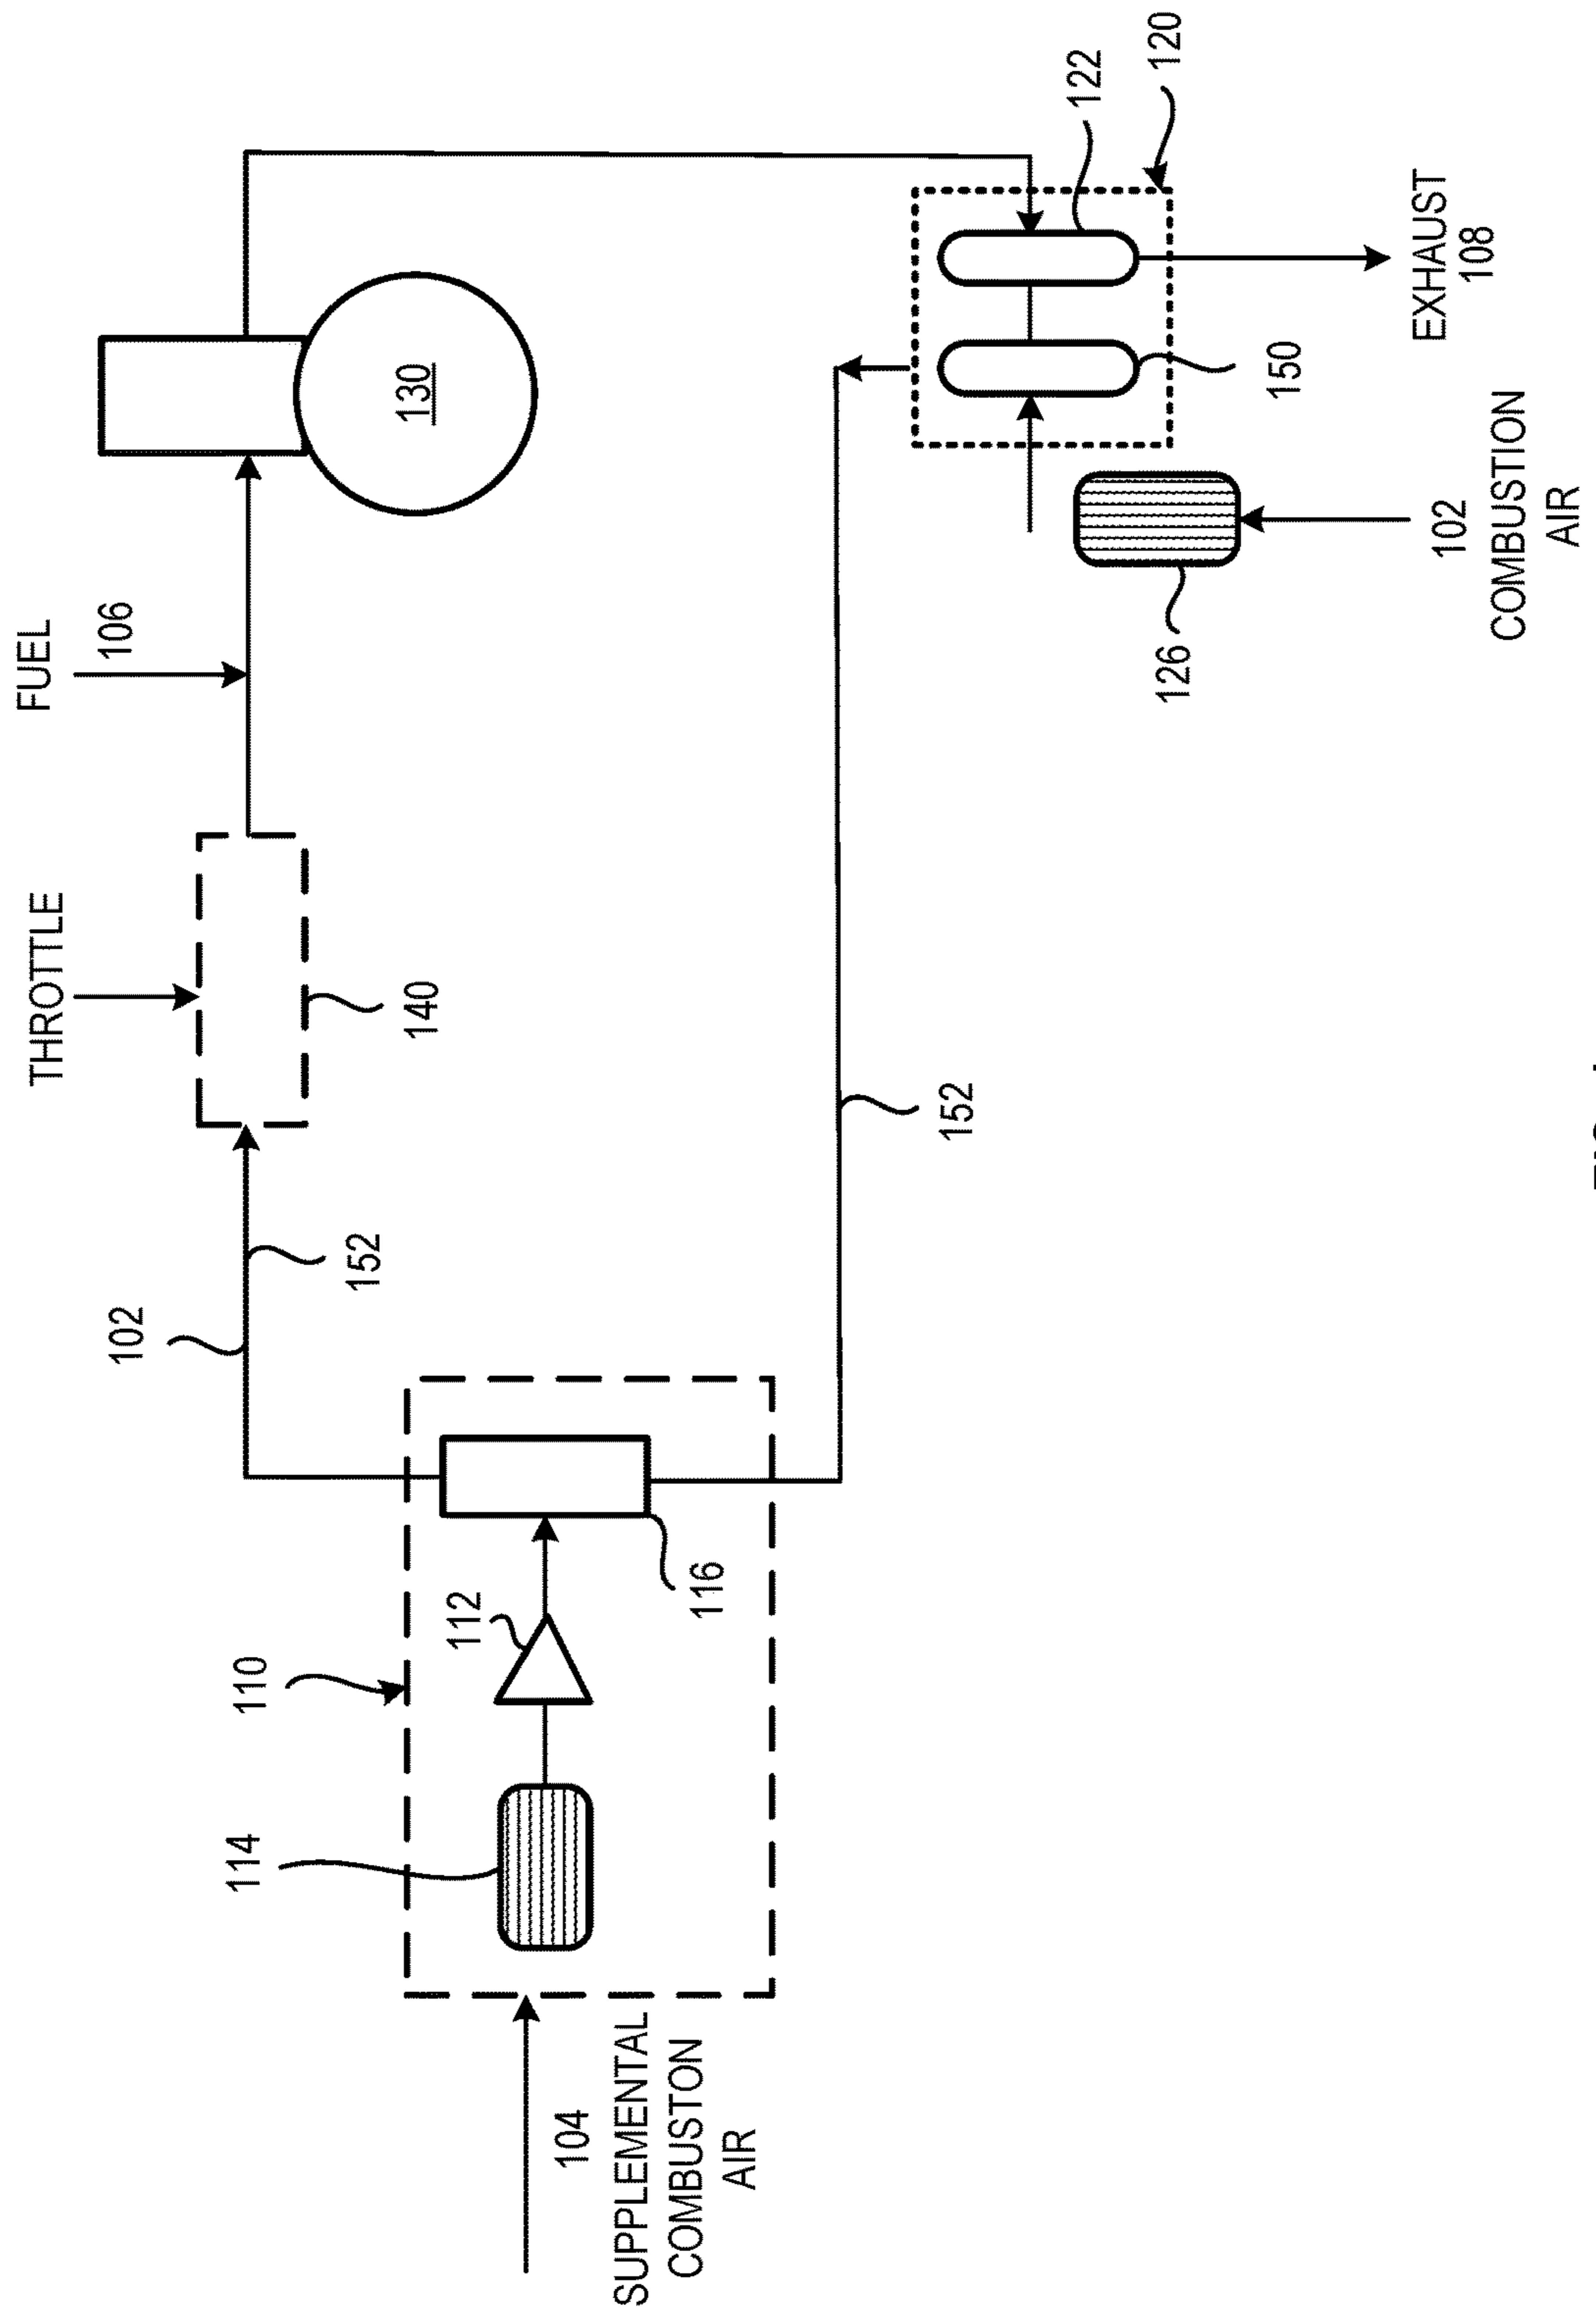 THROTTLE
FUEL
102
106
114
110
152
140
130
112
104
SUPPLEMENTAL
COMBUSTON
AIR
116
152
122
120
126
150
EXHAUST
108
102
COMBUSTION
AIR